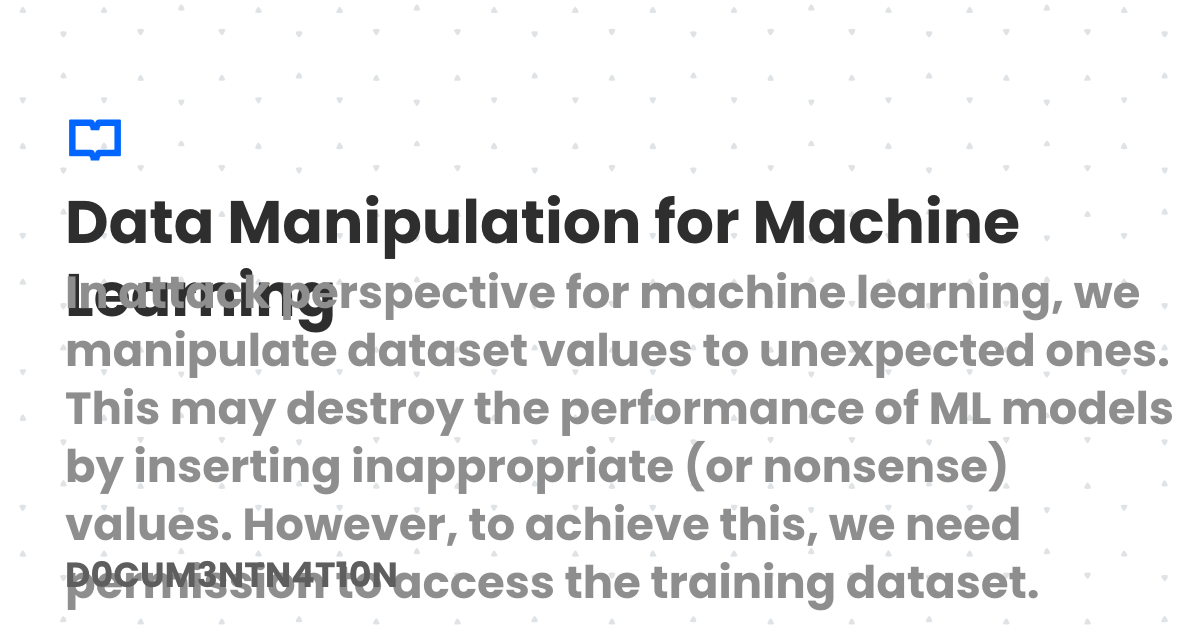 Data Manipulation for Machine
Learning
In attack perspective for machine learning, we
manipulate dataset values to unexpected ones.
This may destroy the performance of ML models
by inserting inappropriate (or nonsense)
values. However, to achieve this, we need
permission to access the training dataset.
D0CUM3NTN4T10N